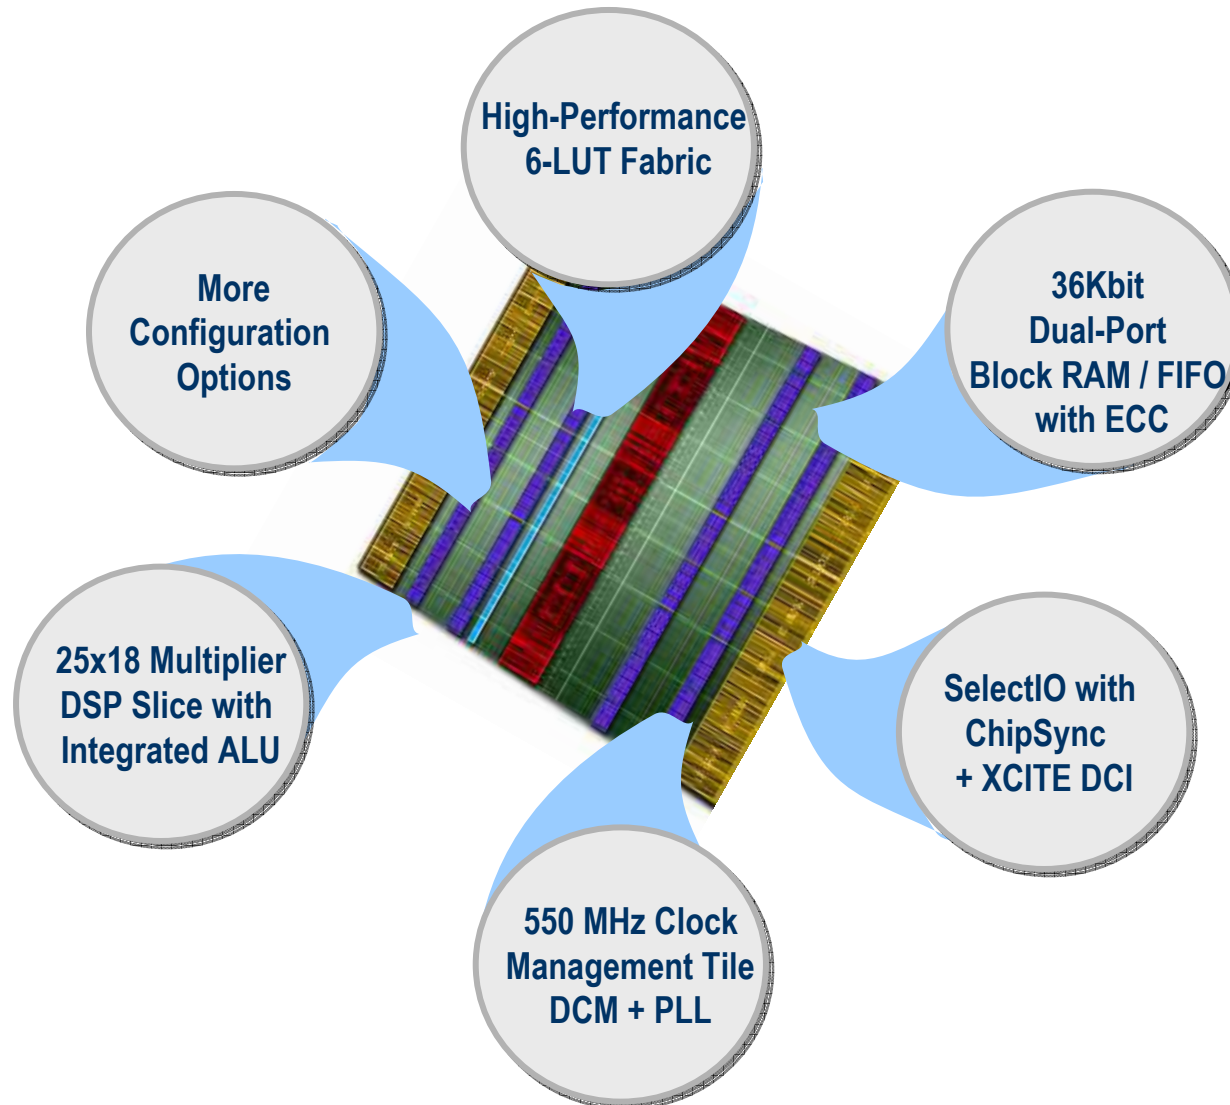 High-Performance
6-LUT Fabric
More
Configuration
Options
36Kbit
Dual-Port
Block RAM / FIFO
with ECC
25x18 Multiplier
DSP Slice with
Integrated ALU
SelectIO with
ChipSync
+ XCITE DCI
550 MHz Clock
Management Tile
DCM + PLL